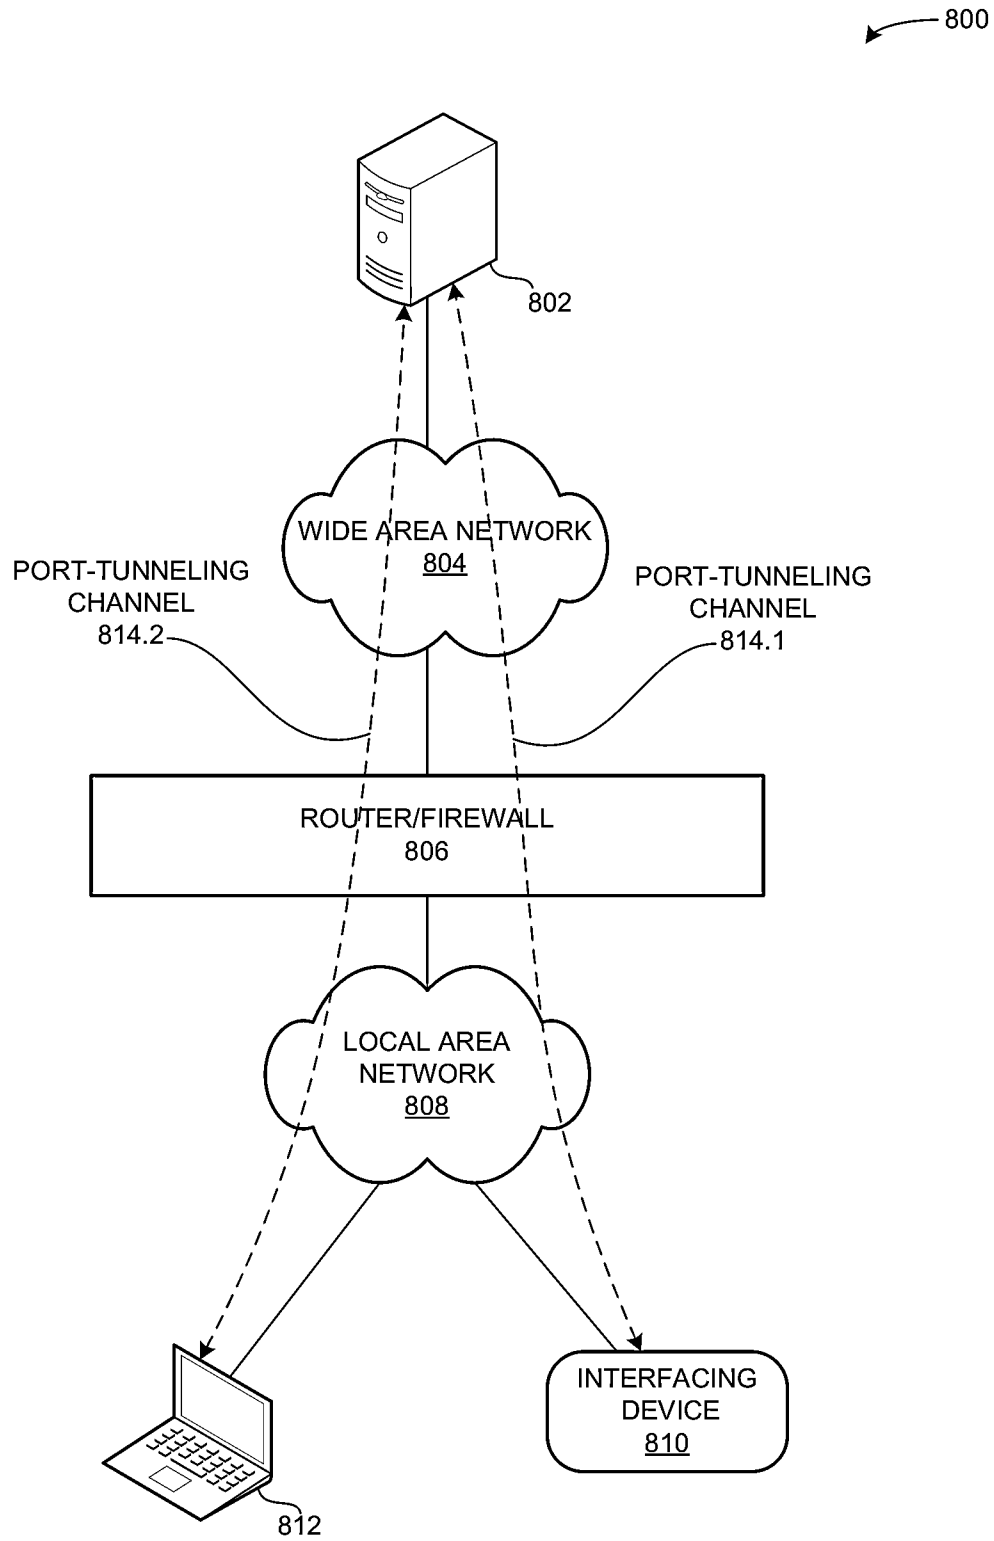 800
802
WIDE AREA NETWORK
804
PORT-TUNNELING
CHANNEL
814.2
PORT-TUNNELING
CHANNEL
814.1
ROUTER/FIREWALL
806
LOCAL AREA
NETWORK
808
INTERFACING
DEVICE
810
812